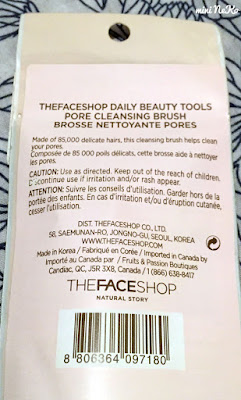 mini NeKo
THEFACESHOP DAILY BEAUTY TOOLS
PORE CLEANSING BRUSH
BROSSE NETTOYANTE PORES
Made of 85,000 delicate hairs, this cleansing brush helps clean
your pores.
Composée de 85 000 poils délicats, cette brosse aide à nettoyer
les pores.
CAUTION: Use as directed. Keep out of the reach of children.
Discontinue use if irritation and/or rash appear.
ATTENTION: Suivre les conseils d'utilisation. Garder hors de la
portée des enfants. En cas d'irritation et/ou d'éruption cutanée,
cesser l'utilisation.
DIST. THEFACESHOP CO., LTD.
58, SAEMUNAN-RO, JONGNO-GU, SEOUL, KOREA
WWW.THEFACESHOP.COM
Made in Korea / Fabriqué en Corée / Imported in Canada by
Importé au Canada par / Fruits & Passion Boutiques
Candiac, QC, J5R 3X8, Canada / 1 (866) 638-8417
THEFACESHOP
NATURAL STORY
8 806364 097180